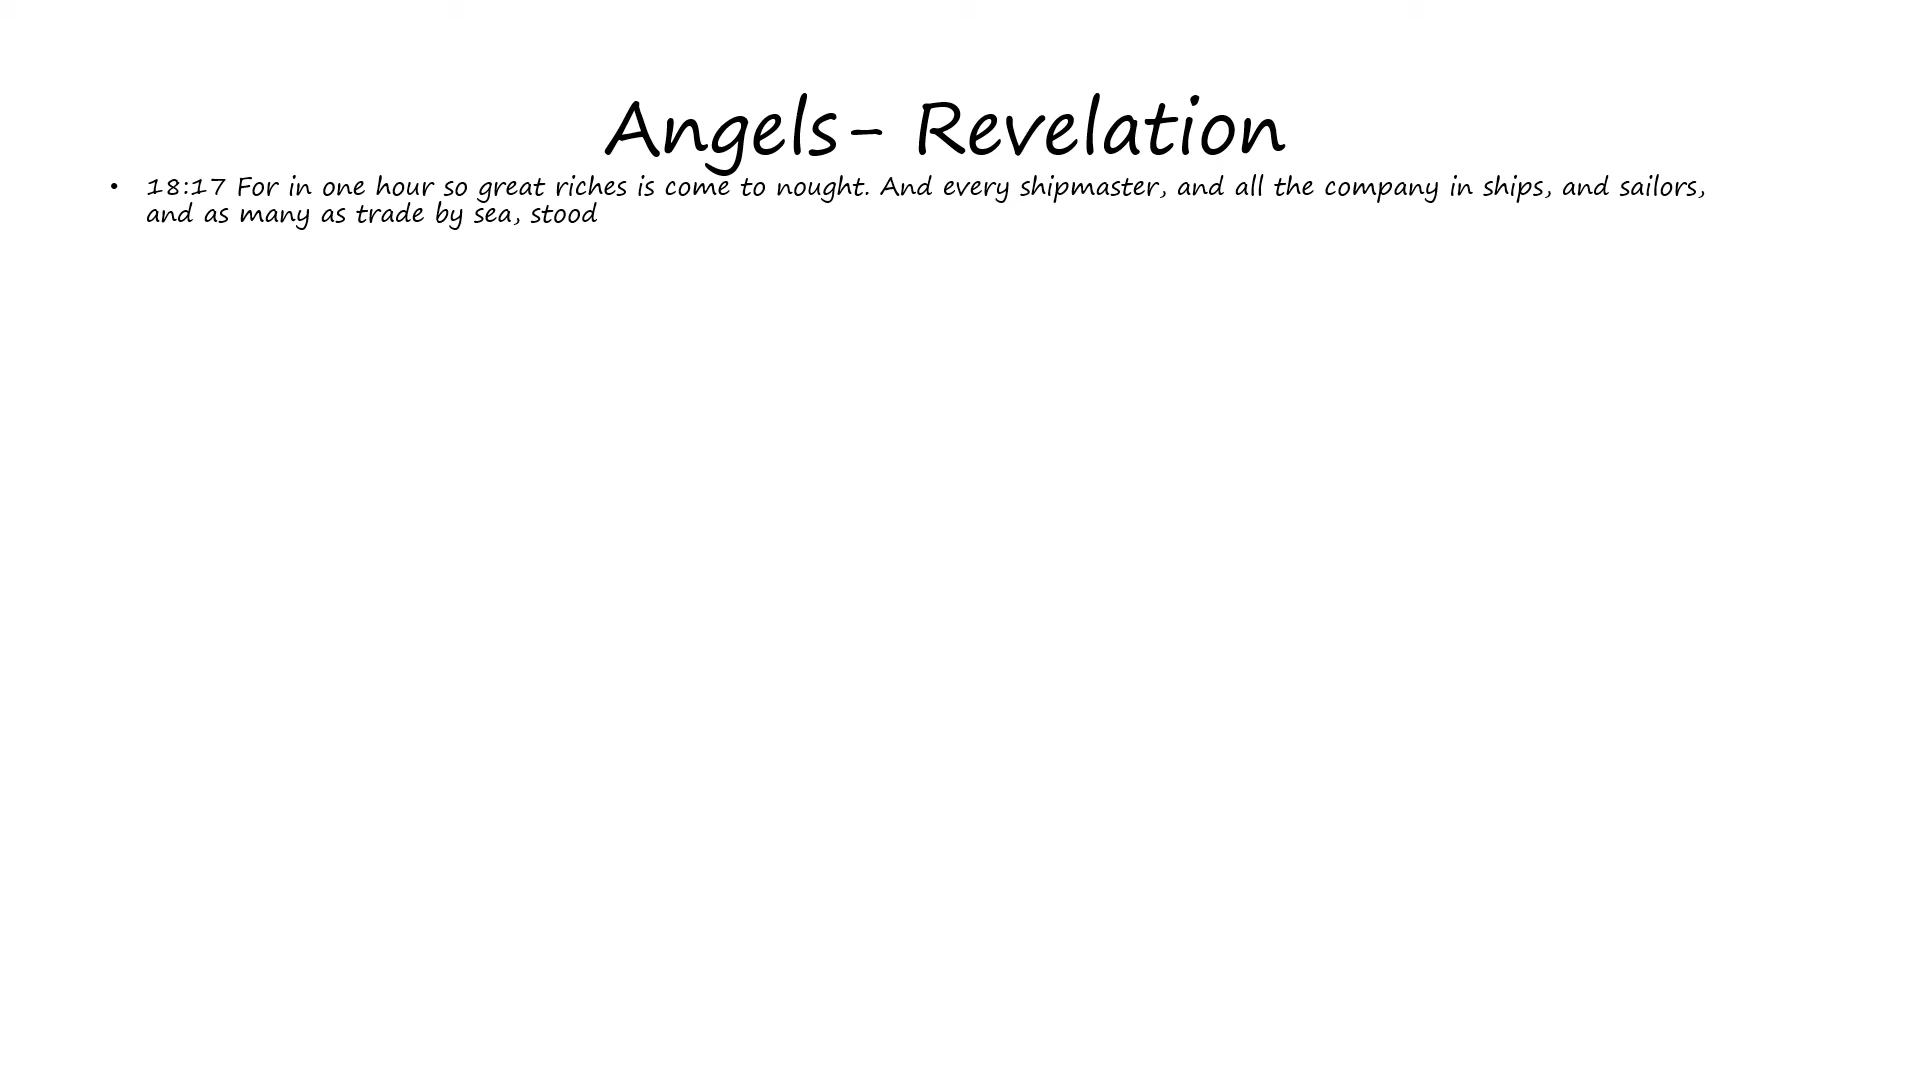 Angels- Revelation
• 18:17 For in one hour so great riches is come to nought. And every shipmaster, and all the company in ships, and sailors,
and as many as trade by sea, stood